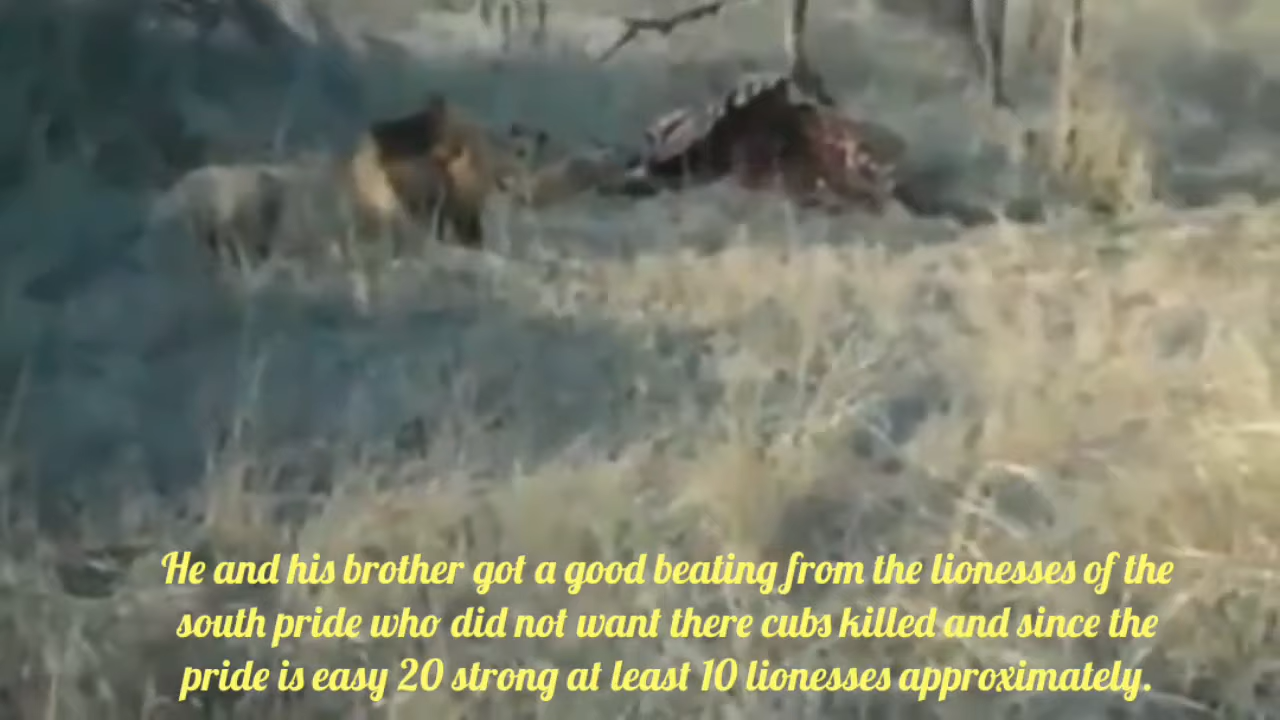 He and his brother got a good beating from the lionesses of the
south pride who did not want there cubs killed and since the
pride is easy 20 strong at least 10 lionesses approximately.